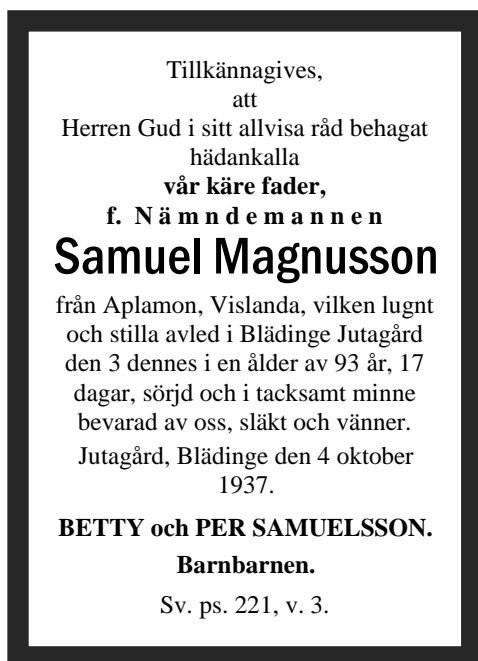 Tillkännagives,
att
Herren Gud i sitt allvisa råd behagat
hädankalla
vår käre fader,
f. Nämndemannen
Samuel Magnusson
från Aplamon, Vislanda, vilken lugnt
och stilla avled i Blädinge Jutagård
den 3 dennes i en ålder av 93 år, 17
dagar, sörjd och i tacksamt minne
bevarad av oss, släkt och vänner.
Jutagård, Blädinge den 4 oktober
1937.
BETTY och PER SAMUELSSON.
Barnbarnen.
Sv. ps. 221, v. 3.